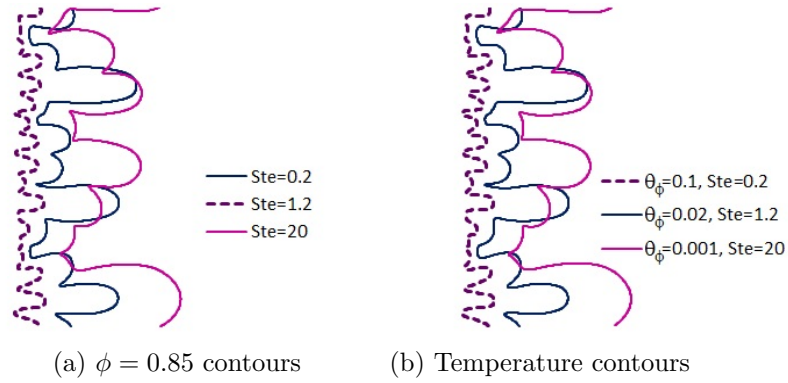 Ste=0.2
Ste=1.2
Ste=20
θϕ=0.1, Ste=0.2
θϕ=0.02, Ste=1.2
θϕ=0.001, Ste=20
(a) ϕ = 0.85 contours
(b) Temperature contours